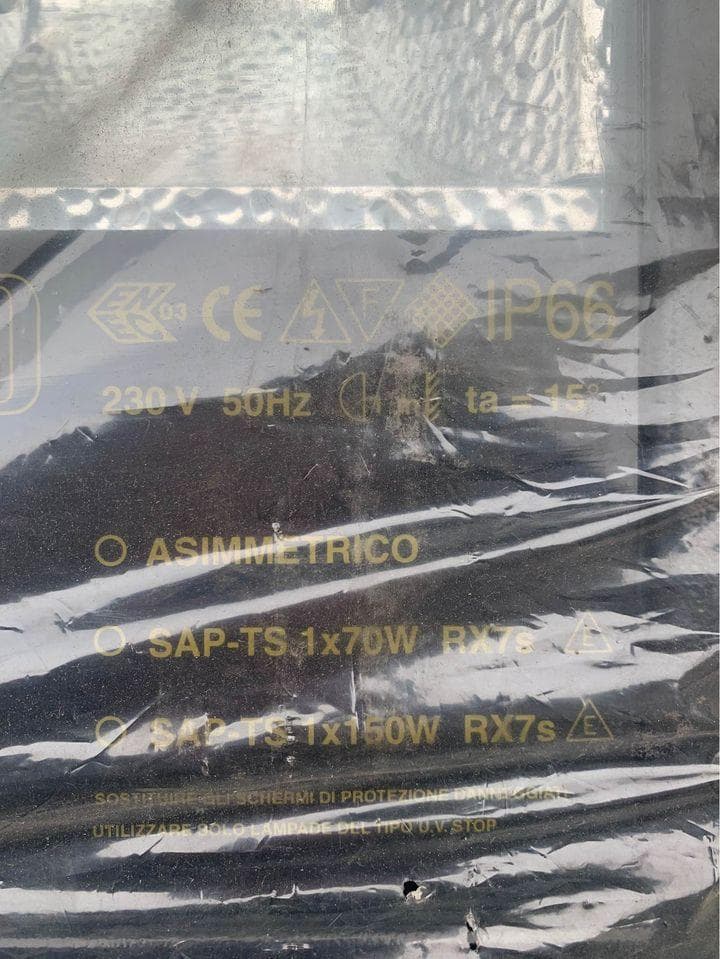 ENEC 03 CE F IP66
230 V 50Hz m ta = 15°
ASIMMETRICO
SAP-TS 1x70W RX7s E
SAP-TS 1x150W RX7s E
SOSTITUIRE GLI SCHERMI DI PROTEZIONE DANNEGGIATI
UTILIZZARE SOLO LAMPADE DEL TIPO U.V. STOP